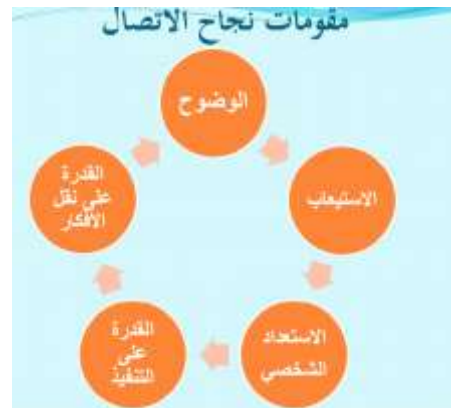 مقومات نجاح الاتصال
الوضوح
الاستيعاب
الاستعداد
الشخصي
القدرة
على
التنفيذ
القدرة
على نقل
الأفكار